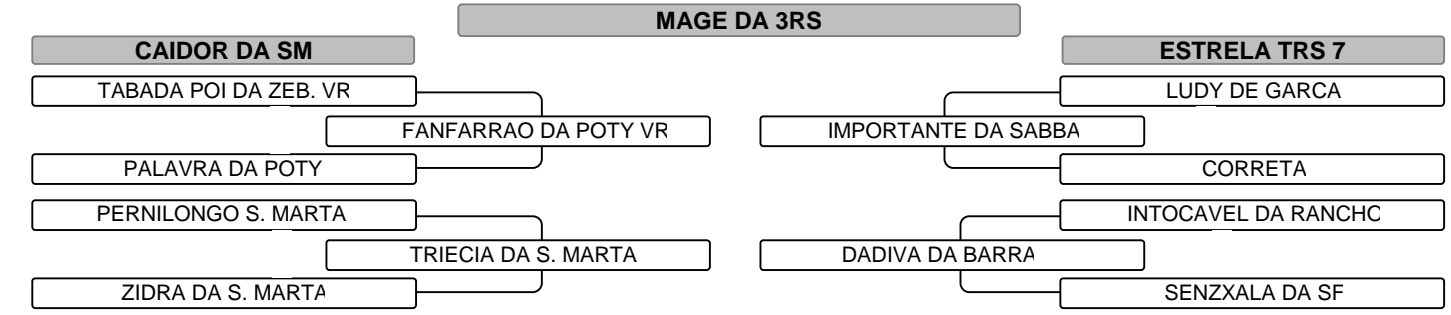 MAGE DA 3RS
CAIDOR DA SM
ESTRELA TRS 7
TABADA POI DA ZEB. VR
LUDY DE GARCA
FANFARRAO DA POTY VR
IMPORTANTE DA SABBA
PALAVRA DA POTY
CORRETA
PERNILONGO S. MARTA
INTOCAVEL DA RANCHO
TRIECIA DA S. MARTA
DADIVA DA BARRA
ZIDRA DA S. MARTA
SENZXALA DA SF